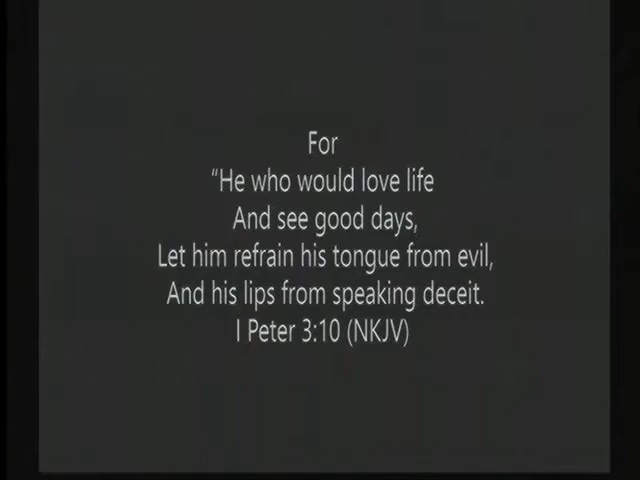 For
“He who would love life
And see good days,
Let him refrain his tongue from evil,
And his lips from speaking deceit.
I Peter 3:10 (NKJV)